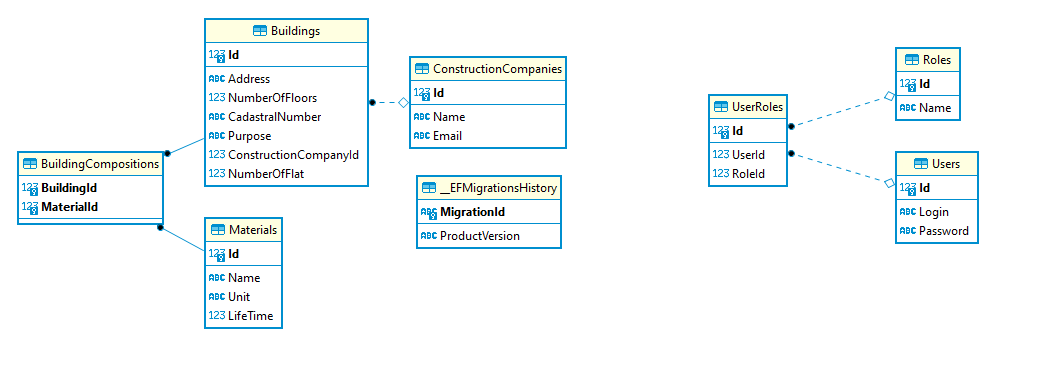 Buildings
123 Id
ABC Address
123 NumberOfFloors
123 CadastralNumber
ABC Purpose
123 ConstructionCompanyId
123 NumberOfFlat
ConstructionCompanies
123 Id
ABC Name
ABC Email
BuildingCompositions
123 BuildingId
123 MaterialId
__EFMigrationsHistory
ABC MigrationId
ABC ProductVersion
Materials
123 Id
ABC Name
ABC Unit
123 LifeTime
UserRoles
123 Id
123 UserId
123 RoleId
Roles
123 Id
ABC Name
Users
123 Id
ABC Login
ABC Password